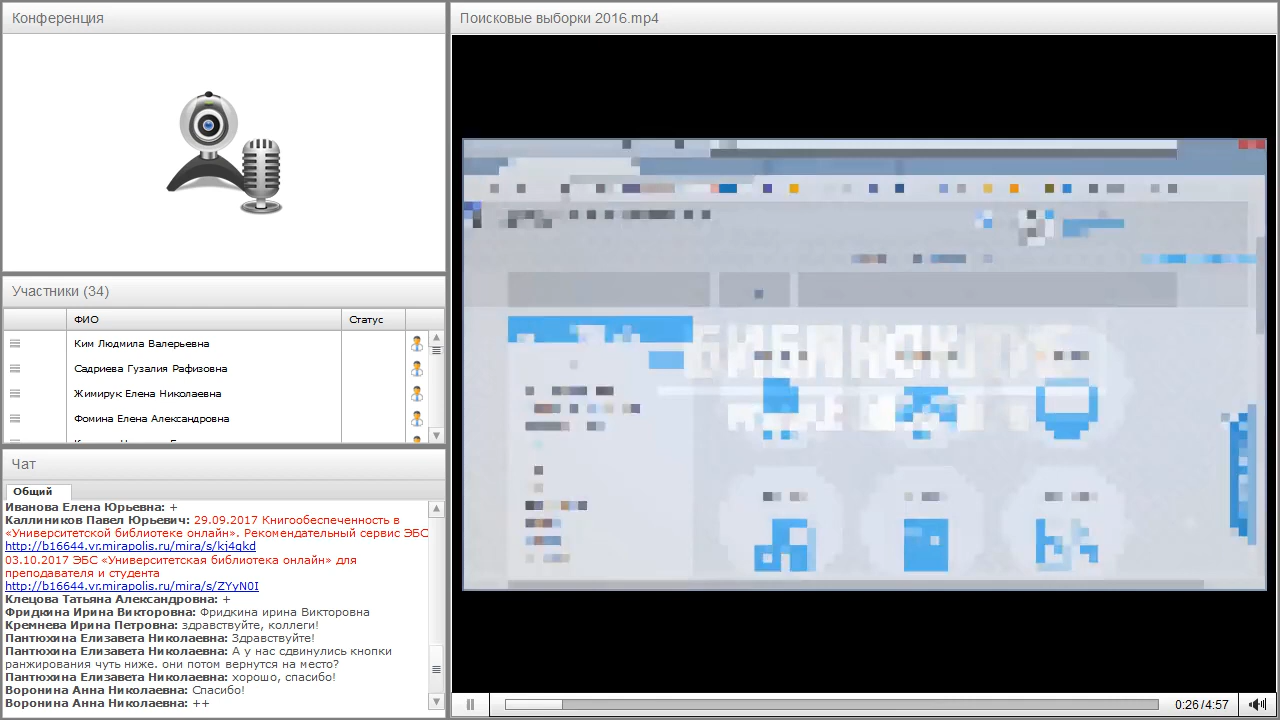 Конференция
Поисковые выборки 2016.mp4
Участники (34)
ФИО
Статус
Ким Людмила Валерьевна
Садриева Гузалия Рафизовна
Жимирук Елена Николаевна
Фомина Елена Александровна
Чат
Общий
Иванова Елена Юрьевна: +
Каллиников Павел Юрьевич: 29.09.2017 Книгообеспеченность в
«Университетской библиотеке онлайн». Рекомендательный сервис ЭБС
http://b16644.vr.mirapolis.ru/mira/s/kj4qkd
03.10.2017 ЭБС «Университетская библиотека онлайн» для
преподавателя и студента
http://b16644.vr.mirapolis.ru/mira/s/ZYyN0I
Клецова Татьяна Александровна: +
Фридкина Ирина Викторовна: Фридкина ирина Викторовна
Кремнева Ирина Петровна: здравствуйте, коллеги!
Пантюхина Елизавета Николаевна: Здравствуйте!
Пантюхина Елизавета Николаевна: А у нас сдвинулись кнопки
ранжирования чуть ниже. они потом вернутся на место?
Пантюхина Елизавета Николаевна: хорошо, спасибо!
Воронина Анна Николаевна: Спасибо!
Воронина Анна Николаевна: ++
0:26/4:57